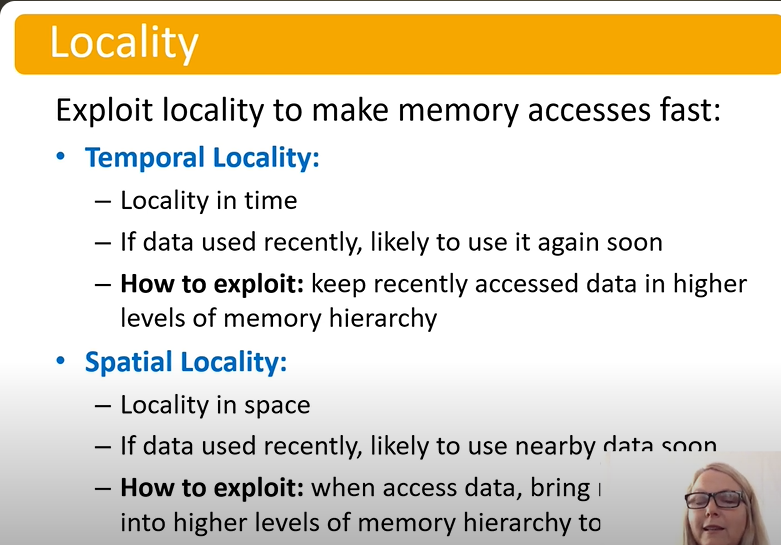 Locality
Exploit locality to make memory accesses fast:
• Temporal Locality:
– Locality in time
– If data used recently, likely to use it again soon
– How to exploit: keep recently accessed data in higher
levels of memory hierarchy
• Spatial Locality:
– Locality in space
– If data used recently, likely to use nearby data soon
– How to exploit: when access data, bring
into higher levels of memory hierarchy to